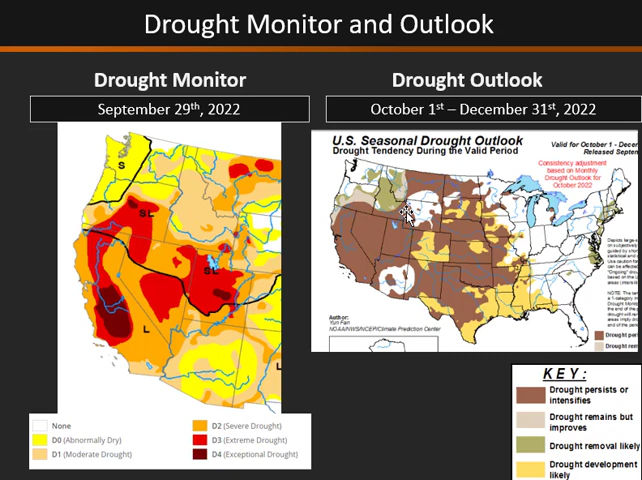 Drought Monitor and Outlook
Drought Monitor
September 29th, 2022
Drought Outlook
October 1st – December 31st, 2022
S
SL
SL
L
L
None
D0 (Abnormally Dry)
D1 (Moderate Drought)
D2 (Severe Drought)
D3 (Extreme Drought)
D4 (Exceptional Drought)
U.S. Seasonal Drought Outlook
Drought Tendency During the Valid Period
Valid for October 1 - Dece
Released Septe
Consistency adjustment
based on Monthly
Drought Outlook for
October 2022
Author:
Yun Fan
NOAA/NWS/NCEP/Climate Prediction Center
KEY:
Drought persists or
intensifies
Drought remains but
improves
Drought removal likely
Drought development
likely